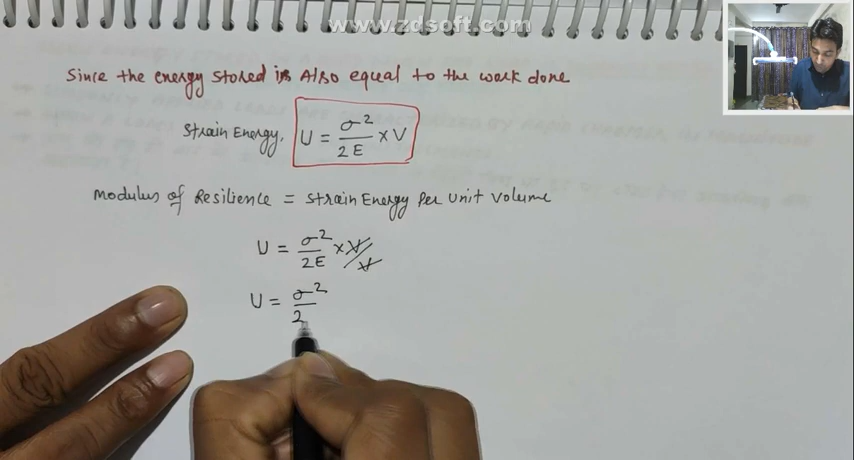 www.zdsoft.com
Since the energy stored is Also equal to the work done
Strain Energy, U = σ²/2E × V
Modulus of Resilience = Strain Energy Per Unit Volume
U = σ²/2E × V/V
U = σ²/2